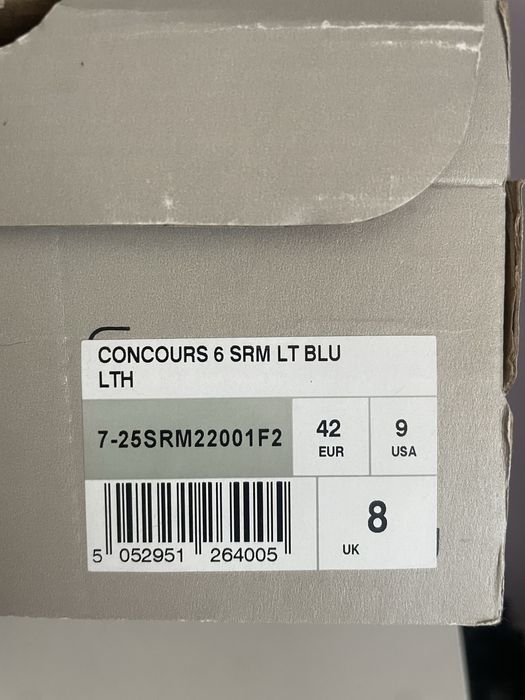 CONCOURS 6 SRM LT BLU
LTH
7-25SRM22001F2
42
EUR
9
USA
5 052951 264005
8
UK